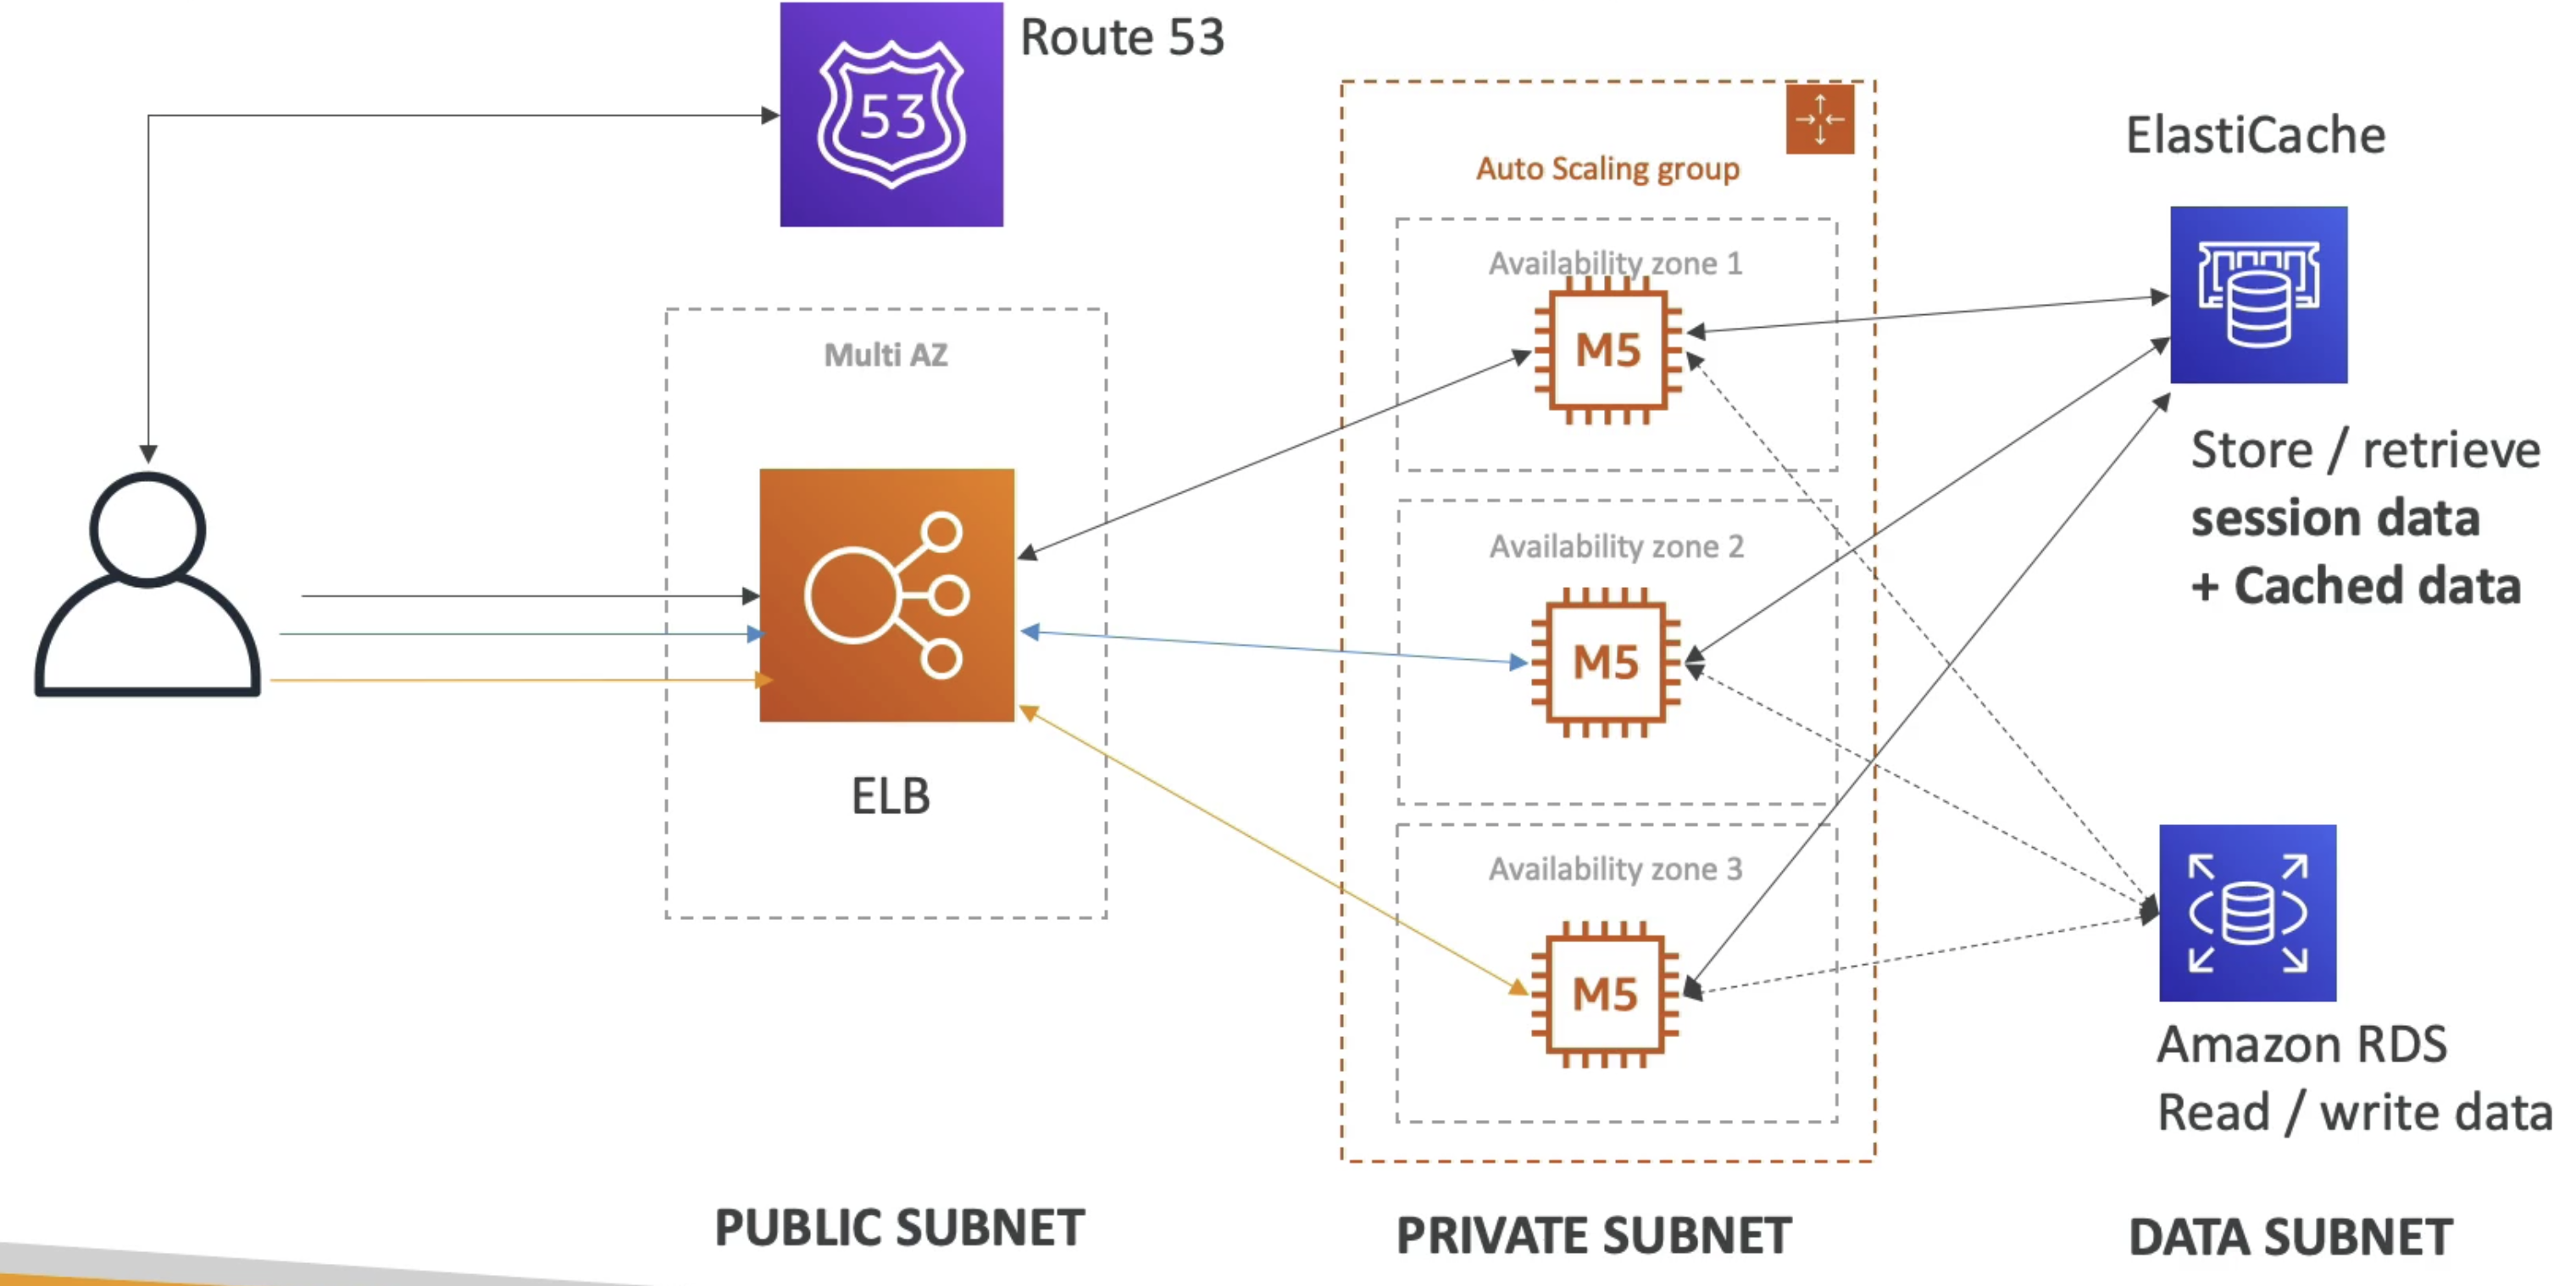 Route 53
53
Auto Scaling group
ElastiCache
Availability zone 1
M5
Multi AZ
Store / retrieve
session data
+ Cached data
Availability zone 2
M5
ELB
Availability zone 3
M5
Amazon RDS
Read / write data
PUBLIC SUBNET
PRIVATE SUBNET
DATA SUBNET